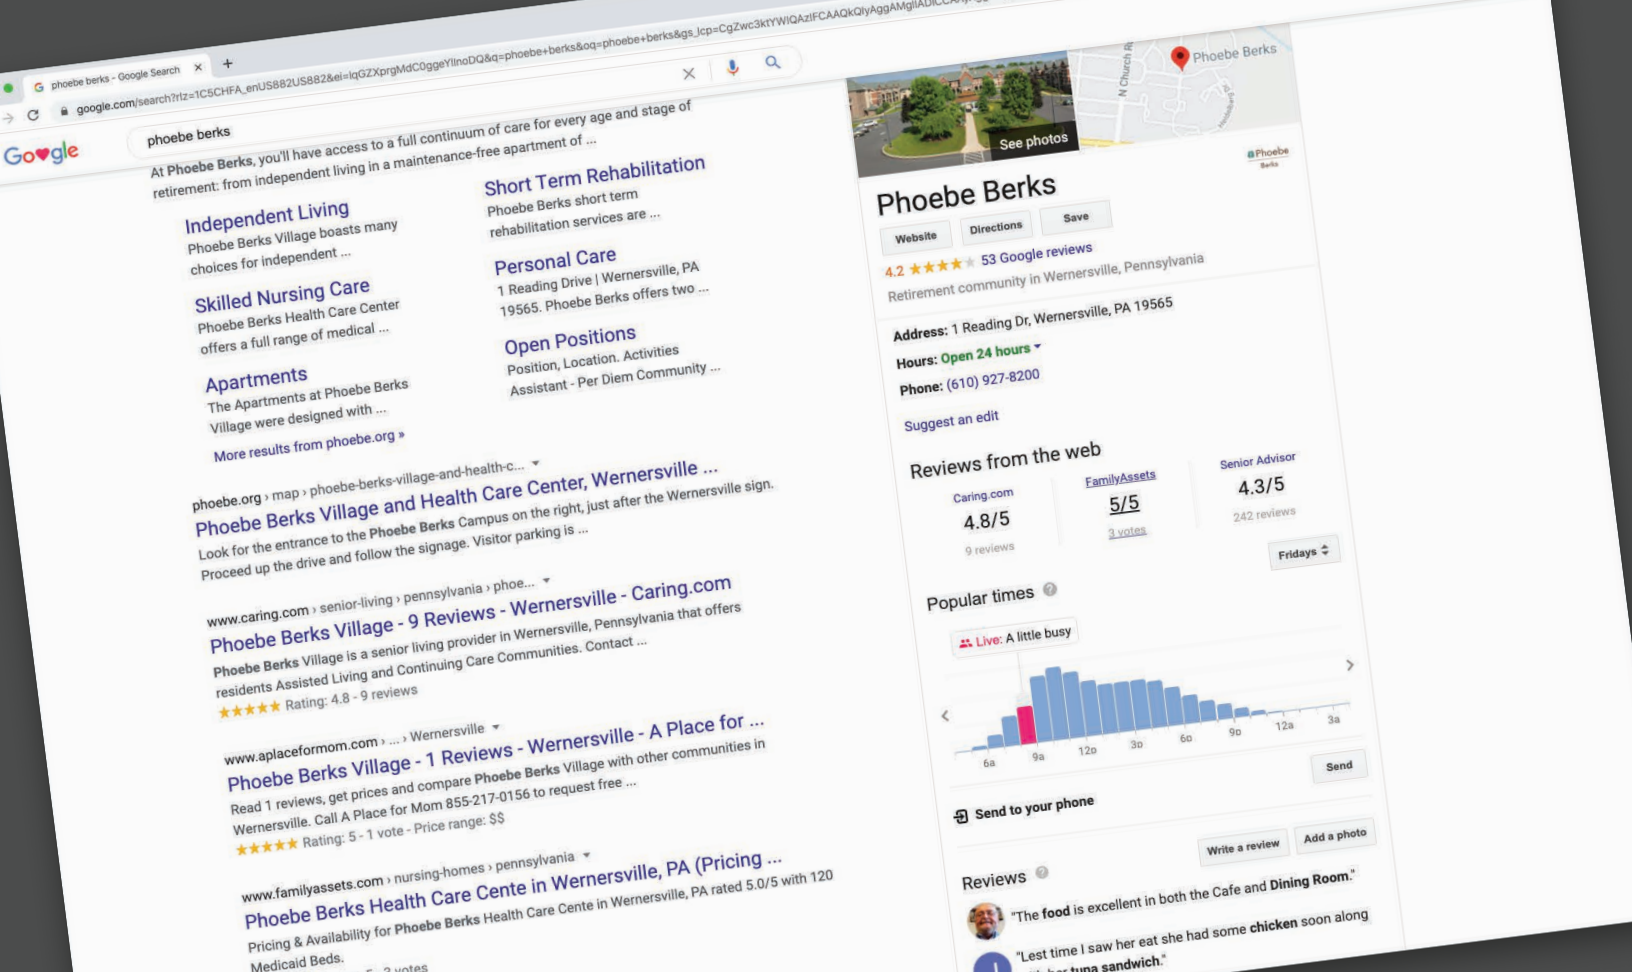 phoebe berks - Google Search
google.com/search?rlz=1C5CHFA_enUS882US882&ei=
Google
phoebe berks
At Phoebe Berks, you'll have access to a full continuum of care for every age and stage of
retirement: from independent living in a maintenance-free apartment of ...
Independent Living
Phoebe Berks Village boasts many
choices for independent ...
Short Term Rehabilitation
Phoebe Berks short term
rehabilitation services are ...
Skilled Nursing Care
Phoebe Berks Health Care Center
offers a full range of medical ...
Personal Care
1 Reading Drive | Wernersville, PA
19565. Phoebe Berks offers two ...
Apartments
The Apartments at Phoebe Berks
Village were designed with ...
Open Positions
Position, Location. Activities
Assistant - Per Diem Community ...
More results from phoebe.org »
phoebe.org › map › phoebe-berks-village-and-health-c...
Phoebe Berks Village and Health Care Center, Wernersville ...
Look for the entrance to the Phoebe Berks Campus on the right, just after the Wernersville sign.
Proceed up the drive and follow the signage. Visitor parking is ...
www.caring.com › senior-living › pennsylvania › phoe...
Phoebe Berks Village - 9 Reviews - Wernersville - Caring.com
Phoebe Berks Village is a senior living provider in Wernersville, Pennsylvania that offers
residents Assisted Living and Continuing Care Communities. Contact ...
Rating: 4.8 - 9 reviews
www.aplaceformom.com › ... › Wernersville
Phoebe Berks Village - 1 Reviews - Wernersville - A Place for ...
Read 1 reviews, get prices and compare Phoebe Berks Village with other communities in
Wernersville. Call A Place for Mom 855-217-0156 to request free ...
Rating: 5 - 1 vote - Price range: $$
www.familyassets.com › nursing-homes › pennsylvania
Phoebe Berks Health Care Cente in Wernersville, PA (Pricing ...
Pricing & Availability for Phoebe Berks Health Care Cente in Wernersville, PA rated 5.0/5 with 120
Medicaid Beds.
votes
See photos
N Church R
Phoebe Berks
Phoebe
Berks
Phoebe Berks
Website
Directions
Save
4.2 53 Google reviews
Retirement community in Wernersville, Pennsylvania
Address: 1 Reading Dr, Wernersville, PA 19565
Hours: Open 24 hours
Phone: (610) 927-8200
Suggest an edit
Reviews from the web
Caring.com
4.8/5
9 reviews
FamilyAssets
5/5
3 votes
Senior Advisor
4.3/5
242 reviews
Fridays
Popular times
Live: A little busy
6a 9a 12p 3p 6p 9p 12a 3a
Send to your phone
Send
Write a review
Add a photo
Reviews
"The food is excellent in both the Cafe and Dining Room."
"Lest time I saw her eat she had some chicken soon along
her tuna sandwich."